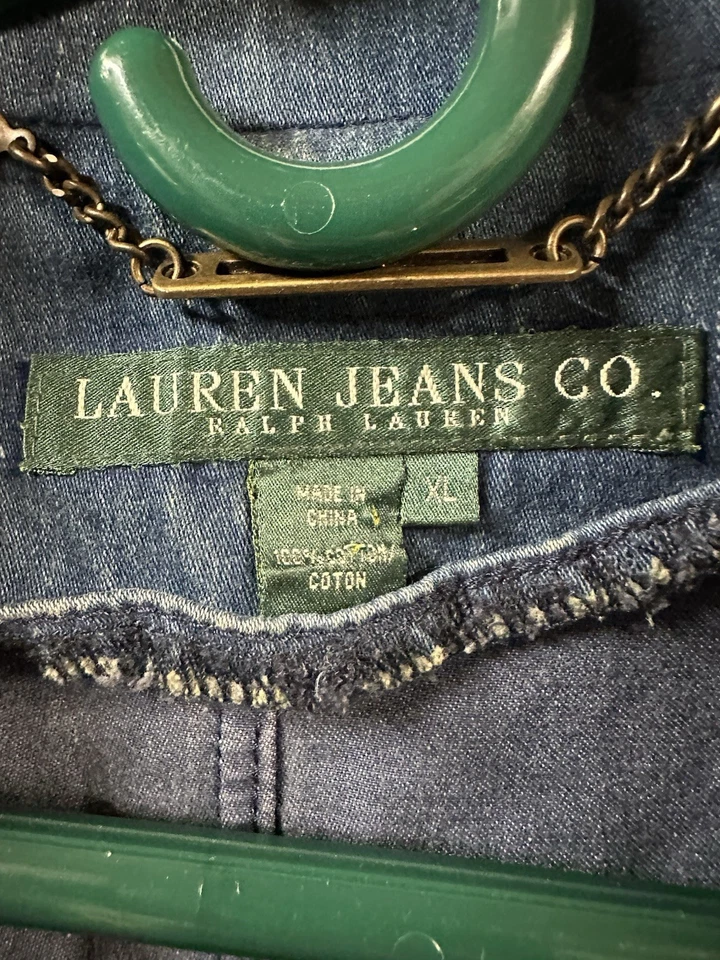 LAUREN JEANS CO.
RALPH LAUREN
XL
MADE IN
CHINA
100% COTTON/
COTON